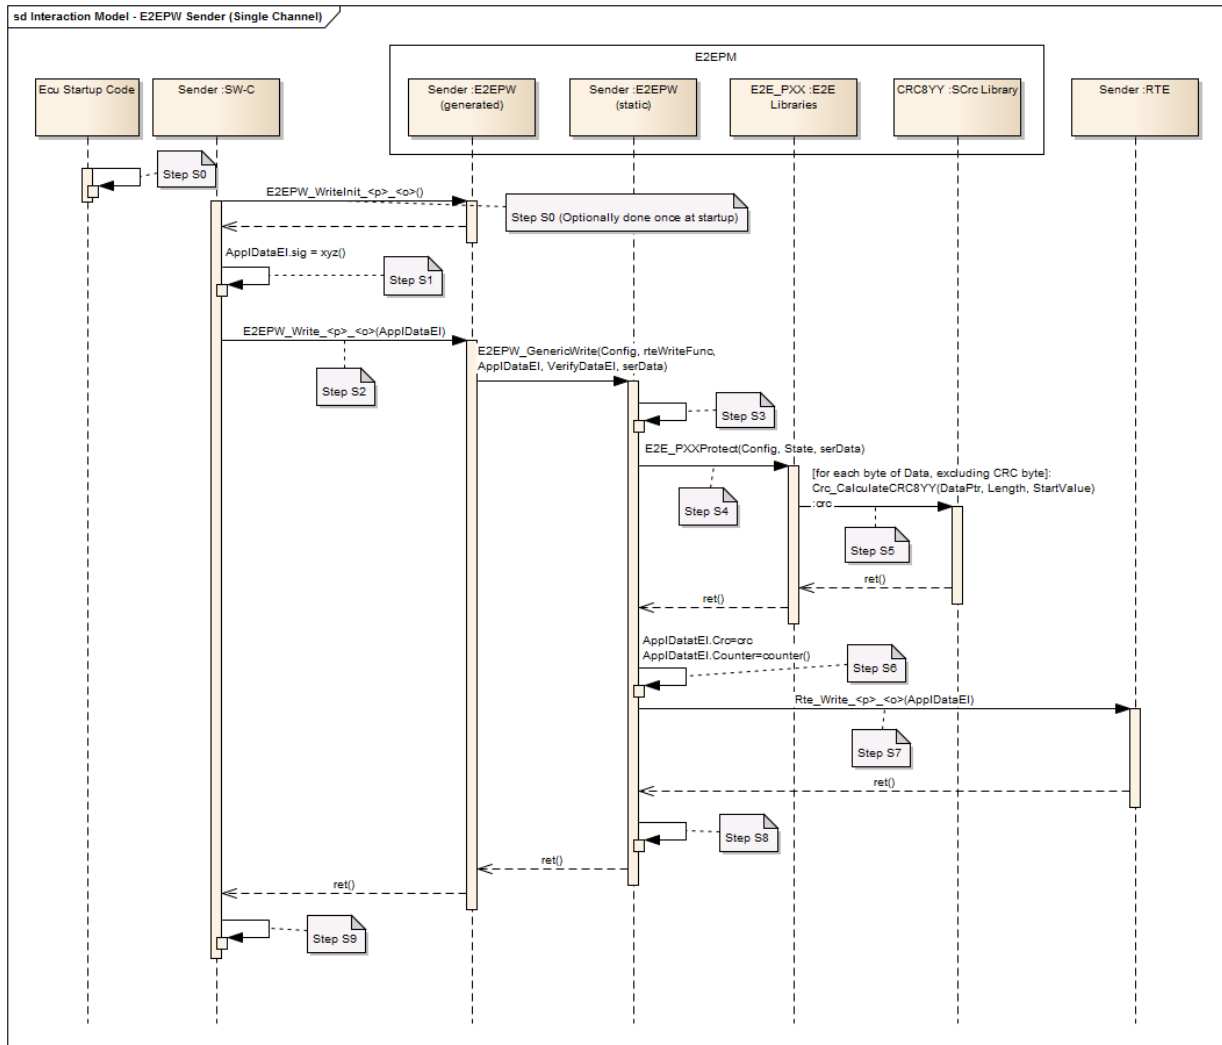 sd Interaction Model - E2EPW Sender (Single Channel)
E2EPM
Ecu Startup Code
Sender :SW-C
Sender :E2EPW
(generated)
Sender :E2EPW
(static)
E2E_PXX :E2E
Libraries
CRC8YY :SCrc Library
Sender :RTE
Step S0
E2EPW_WriteInit_<p>_<o>()
Step S0 (Optionally done once at startup)
ApplDataEl.sig = xyz()
Step S1
E2EPW_Write_<p>_<o>(ApplDataEl)
Step S2
E2EPW_GenericWrite(Config, rteWriteFunc,
ApplDataEl, VerifyDataEl, serData)
Step S3
E2E_PXXProtect(Config, State, serData)
Step S4
[for each byte of Data, excluding CRC byte]:
Crc_CalculateCRC8YY(DataPtr, Length, StartValue)
:crc
Step S5
ret()
ret()
ApplDatatEl.Crc=crc
ApplDatatEl.Counter=counter()
Step S6
Rte_Write_<p>_<o>(ApplDataEl)
Step S7
ret()
Step S8
ret()
ret()
Step S9